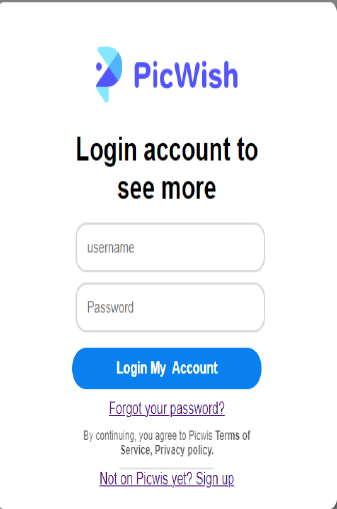 PicWish
Login account to
see more
username
Password
Login My Account
Forgot your password?
By continuing, you agree to Picwis Terms of
Service, Privacy policy.
Not on Picwis yet? Sign up